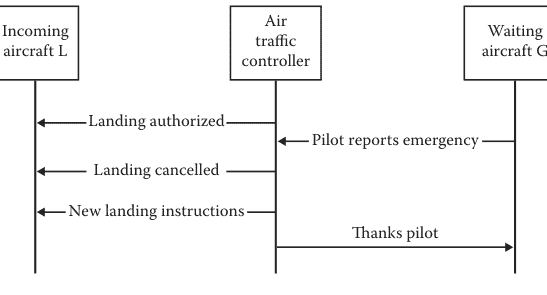 Incoming
aircraft L
Air
traffic
controller
Waiting
aircraft G
Landing authorized
Pilot reports emergency
Landing cancelled
New landing instructions
Thanks pilot